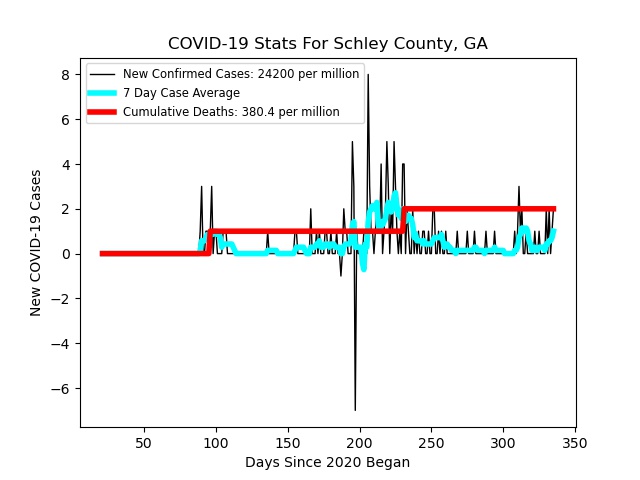 COVID-19 Stats For Schley County, GA
New Confirmed Cases: 24200 per million
7 Day Case Average
Cumulative Deaths: 380.4 per million
New COVID-19 Cases
8
6
4
2
0
−2
−4
−6
50 100 150 200 250 300 350
Days Since 2020 Began